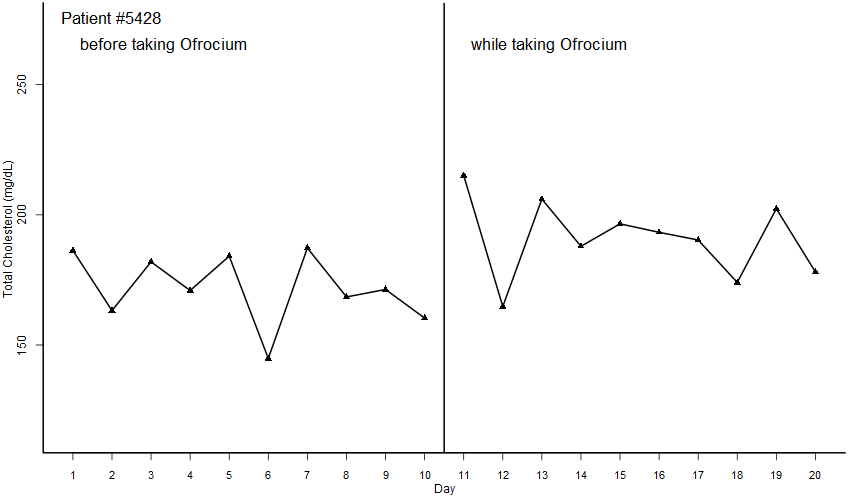 Patient #5428
before taking Ofrocium
while taking Ofrocium
Total Cholesterol (mg/dL)
250
200
150
1 2 3 4 5 6 7 8 9 10 11 12 13 14 15 16 17 18 19 20
Day